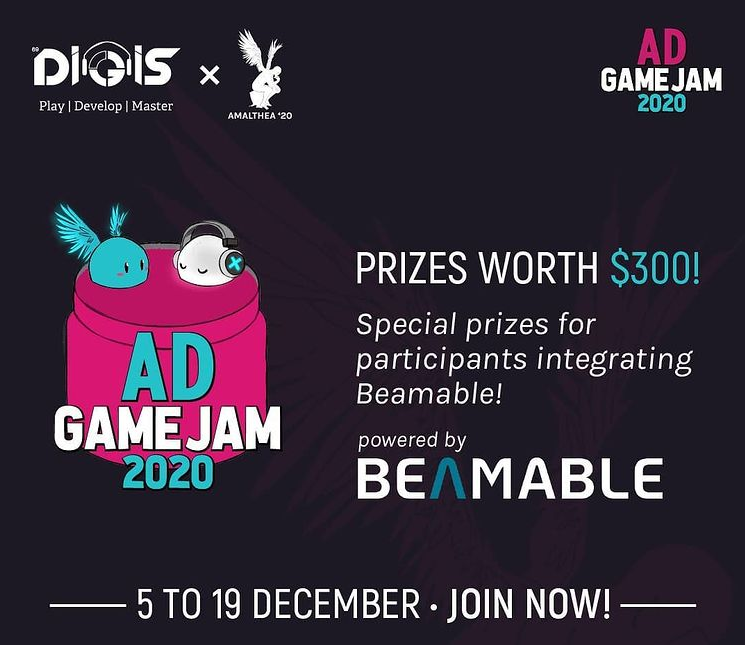 DIGIS
Play | Develop | Master
×
AMALTHEA '20
AD
GAME JAM
2020
AD
GAME JAM
2020
PRIZES WORTH $300!
Special prizes for
participants integrating
Beamable!
powered by
BEAMABLE
5 TO 19 DECEMBER · JOIN NOW!